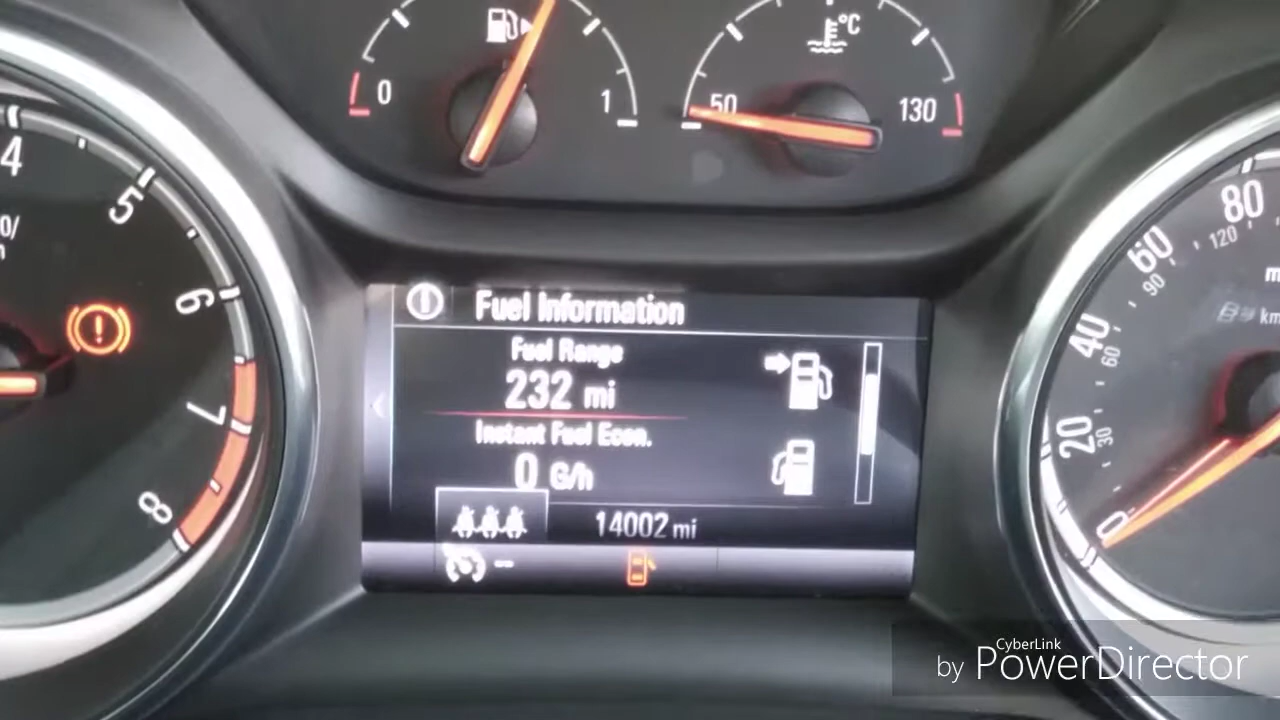 0
1
°C
50
130
4
5
6
7
8
Fuel Information
Fuel Range
232 mi
Instant Fuel Econ.
0 G/h
14002 mi
--
80
120
60
90
40
60
20
30
0
km
CyberLink
by PowerDirector